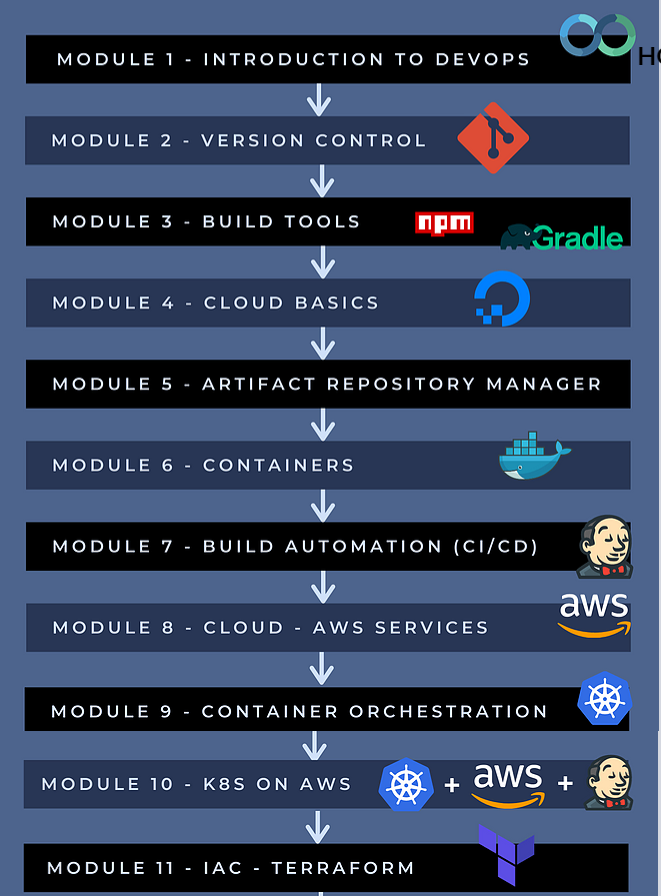 MODULE 1 - INTRODUCTION TO DEVOPS
MODULE 2 - VERSION CONTROL
MODULE 3 - BUILD TOOLS
npm
Gradle
MODULE 4 - CLOUD BASICS
MODULE 5 - ARTIFACT REPOSITORY MANAGER
MODULE 6 - CONTAINERS
MODULE 7 - BUILD AUTOMATION (CI/CD)
MODULE 8 - CLOUD - AWS SERVICES
aws
MODULE 9 - CONTAINER ORCHESTRATION
MODULE 10 - K8S ON AWS
+ aws +
MODULE 11 - IAC - TERRAFORM